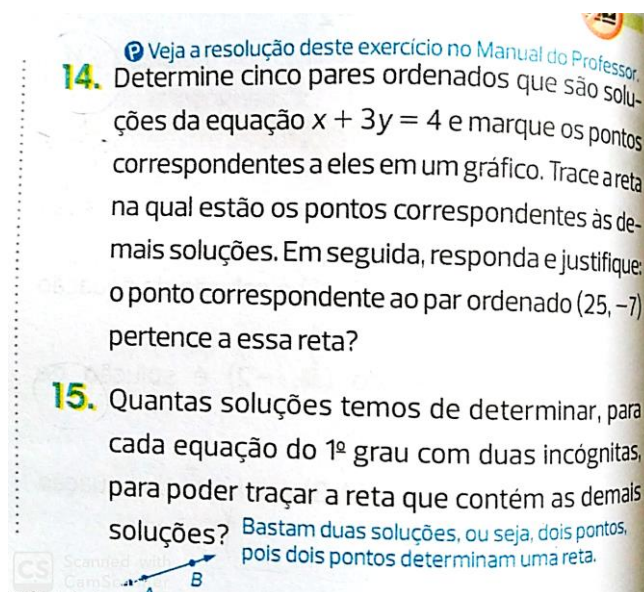 P Veja a resolução deste exercício no Manual do Professor.
14. Determine cinco pares ordenados que são solu-
ções da equação x + 3y = 4 e marque os pontos
correspondentes a eles em um gráfico. Trace a reta
na qual estão os pontos correspondentes às de-
mais soluções. Em seguida, responda e justifique:
o ponto correspondente ao par ordenado (25, –7)
pertence a essa reta?
15. Quantas soluções temos de determinar, para
cada equação do 1º grau com duas incógnitas,
para poder traçar a reta que contém as demais
soluções? Bastam duas soluções, ou seja, dois pontos,
pois dois pontos determinam uma reta.
CS Scanned with
CamScanner
A B